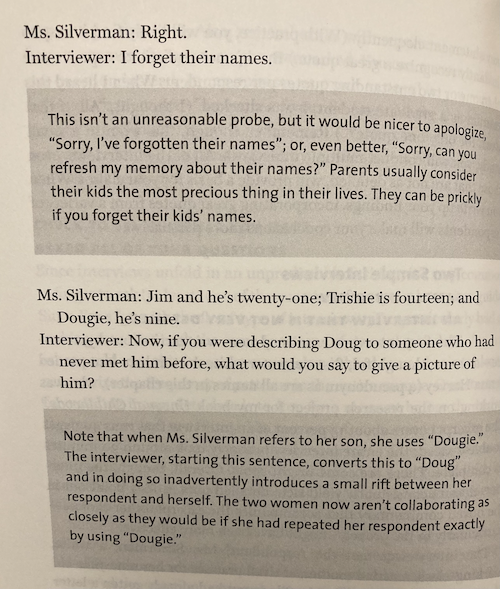 Ms. Silverman: Right.
Interviewer: I forget their names.
This isn’t an unreasonable probe, but it would be nicer to apologize,
“Sorry, I’ve forgotten their names”; or, even better, “Sorry, can you
refresh my memory about their names?” Parents usually consider
their kids the most precious thing in their lives. They can be prickly
if you forget their kids’ names.
Ms. Silverman: Jim and he’s twenty-one; Trishie is fourteen; and
Dougie, he’s nine.
Interviewer: Now, if you were describing Doug to someone who had
never met him before, what would you say to give a picture of
him?
Note that when Ms. Silverman refers to her son, she uses “Dougie.”
The interviewer, starting this sentence, converts this to “Doug”
and in doing so inadvertently introduces a small rift between her
respondent and herself. The two women now aren’t collaborating as
closely as they would be if she had repeated her respondent exactly
by using “Dougie.”